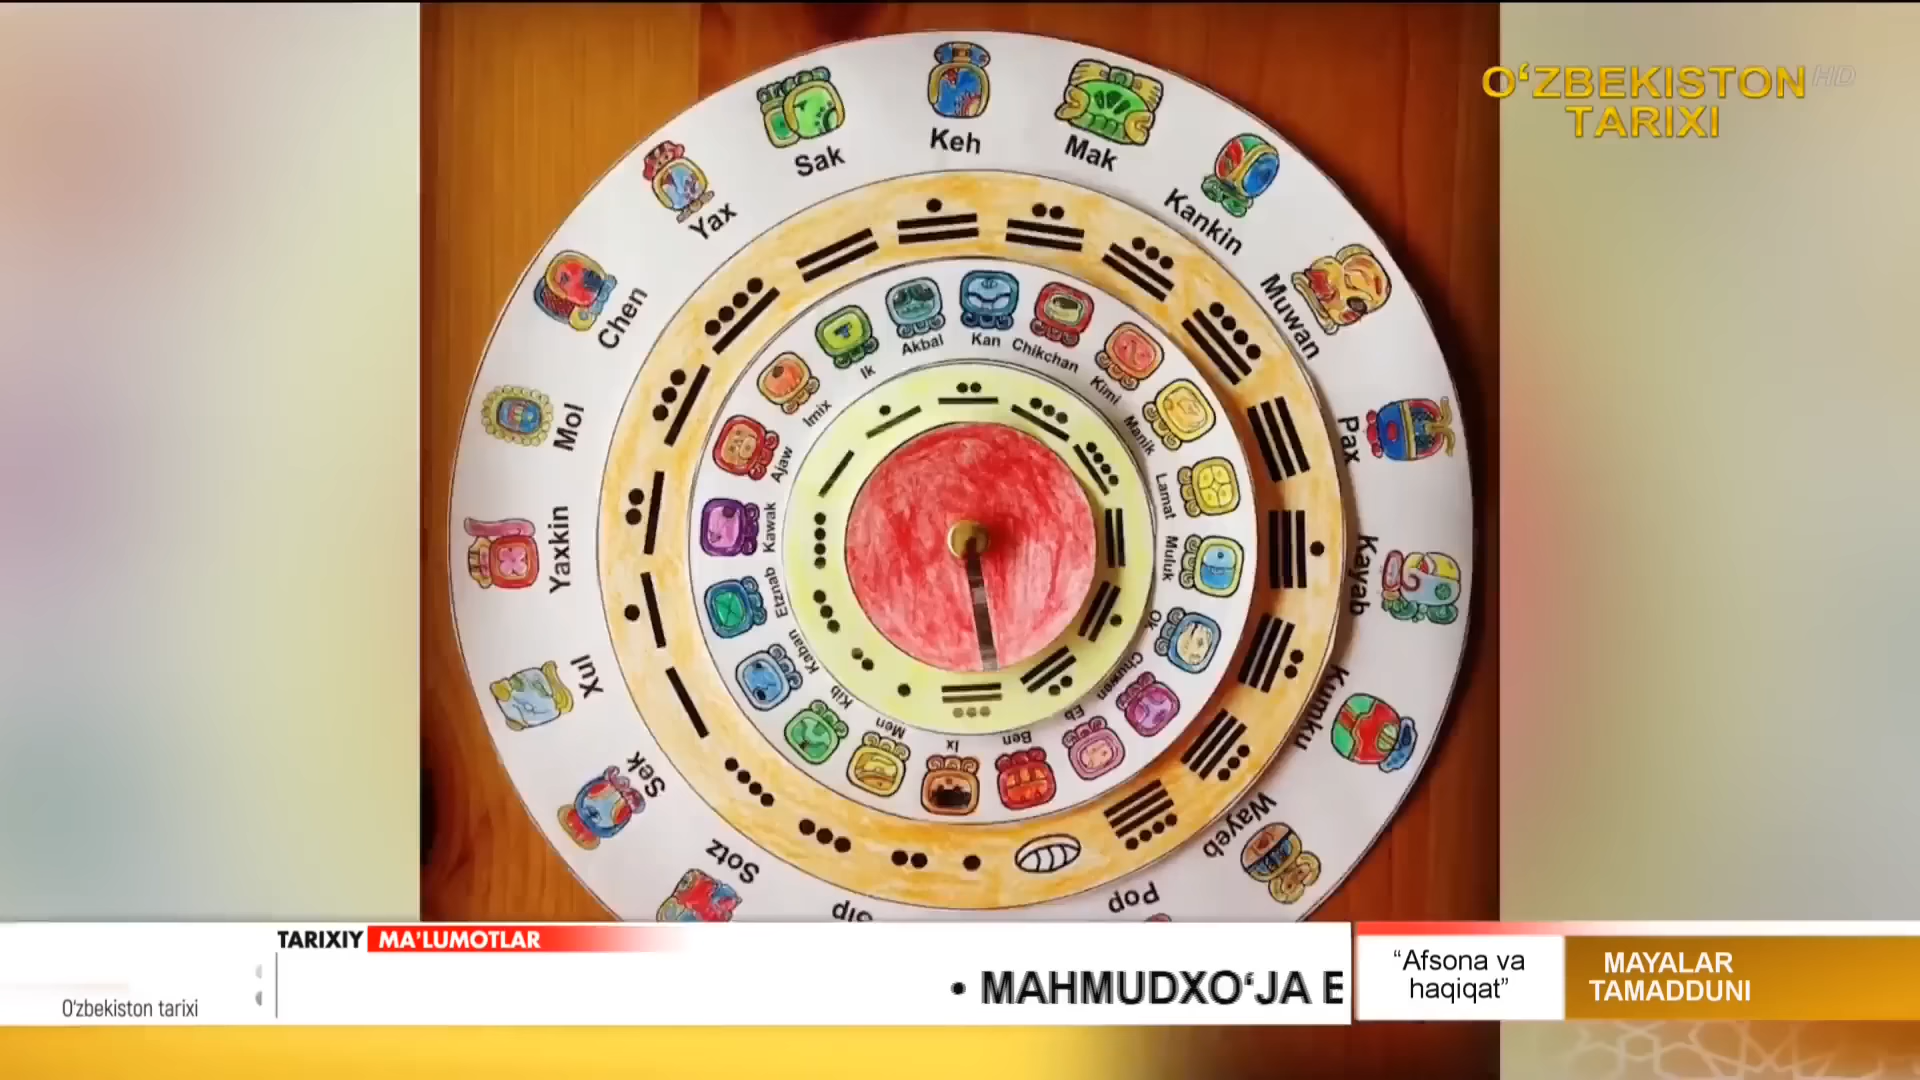 O‘ZBEKISTON HD
TARIXI
Keh
Mak
Sak
Kankin
Yax
Muwan
Chen
Pax
Mol
Kayab
Yaxkin
Kumku
Xul
Wayeb
Sek
Pop
Sotz
Sip
Kan
Chikchan
Akbal
Kimi
Ik
Manik
Imix
Lamat
Ajaw
Muluk
Kawak
Ok
Etznab
Chuwen
Kaban
Eb
Kib
Ben
Men
Ix
TARIXIY MA'LUMOTLAR
O‘zbekiston tarixi
• MAHMUDXO‘JA
“Afsona va
haqiqat”
MAYALAR
TAMADDUNI